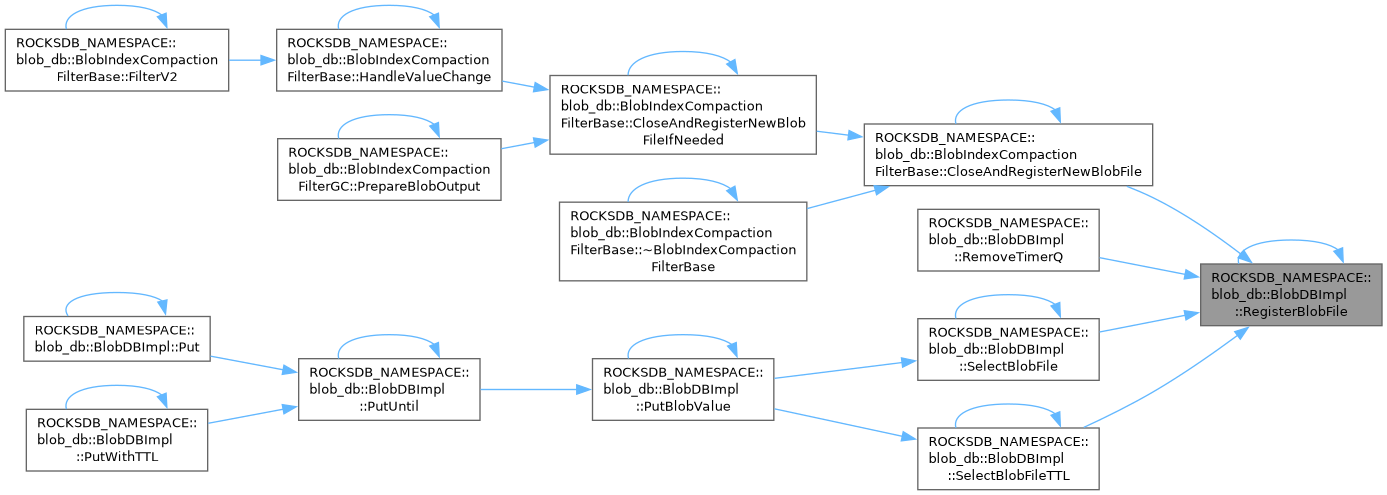 ROCKSDB_NAMESPACE::
blob_db::BlobIndexCompaction
FilterBase::FilterV2
ROCKSDB_NAMESPACE::
blob_db::BlobIndexCompaction
FilterBase::HandleValueChange
ROCKSDB_NAMESPACE::
blob_db::BlobIndexCompaction
FilterGC::PrepareBlobOutput
ROCKSDB_NAMESPACE::
blob_db::BlobIndexCompaction
FilterBase::CloseAndRegisterNewBlob
FileIfNeeded
ROCKSDB_NAMESPACE::
blob_db::BlobIndexCompaction
FilterBase::~BlobIndexCompaction
FilterBase
ROCKSDB_NAMESPACE::
blob_db::BlobIndexCompaction
FilterBase::CloseAndRegisterNewBlobFile
ROCKSDB_NAMESPACE::
blob_db::BlobDBImpl
::RemoveTimerQ
ROCKSDB_NAMESPACE::
blob_db::BlobDBImpl
::RegisterBlobFile
ROCKSDB_NAMESPACE::
blob_db::BlobDBImpl::Put
ROCKSDB_NAMESPACE::
blob_db::BlobDBImpl
::PutWithTTL
ROCKSDB_NAMESPACE::
blob_db::BlobDBImpl
::PutUntil
ROCKSDB_NAMESPACE::
blob_db::BlobDBImpl
::PutBlobValue
ROCKSDB_NAMESPACE::
blob_db::BlobDBImpl
::SelectBlobFile
ROCKSDB_NAMESPACE::
blob_db::BlobDBImpl
::SelectBlobFileTTL